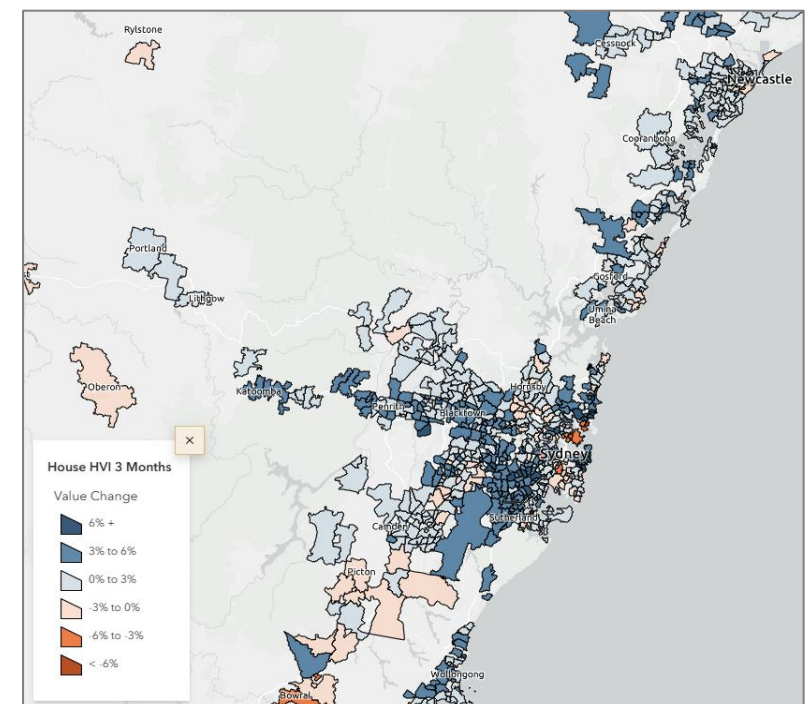 Rylstone
Cessnock
Newcastle
Cooranbong
Portland
Gosford
Lithgow
Umina
Beach
Oberon
Katoomba
Penrith
Hornsby
Blacktown
Sydney
House HVI 3 Months
×
Value Change
6% +
3% to 6%
0% to 3%
-3% to 0%
-6% to -3%
< -6%
Camden
Sutherland
Picton
Wollongong
Bowral